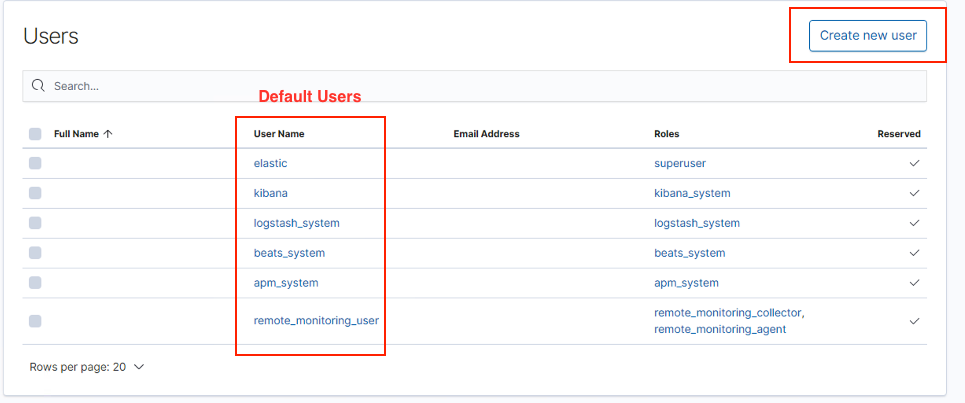 Users
Create new user
Search...
Default Users
Full Name User Name Email Address Roles Reserved
elastic superuser
kibana kibana_system
logstash_system logstash_system
beats_system beats_system
apm_system apm_system
remote_monitoring_user remote_monitoring_collector,
remote_monitoring_agent
Rows per page: 20